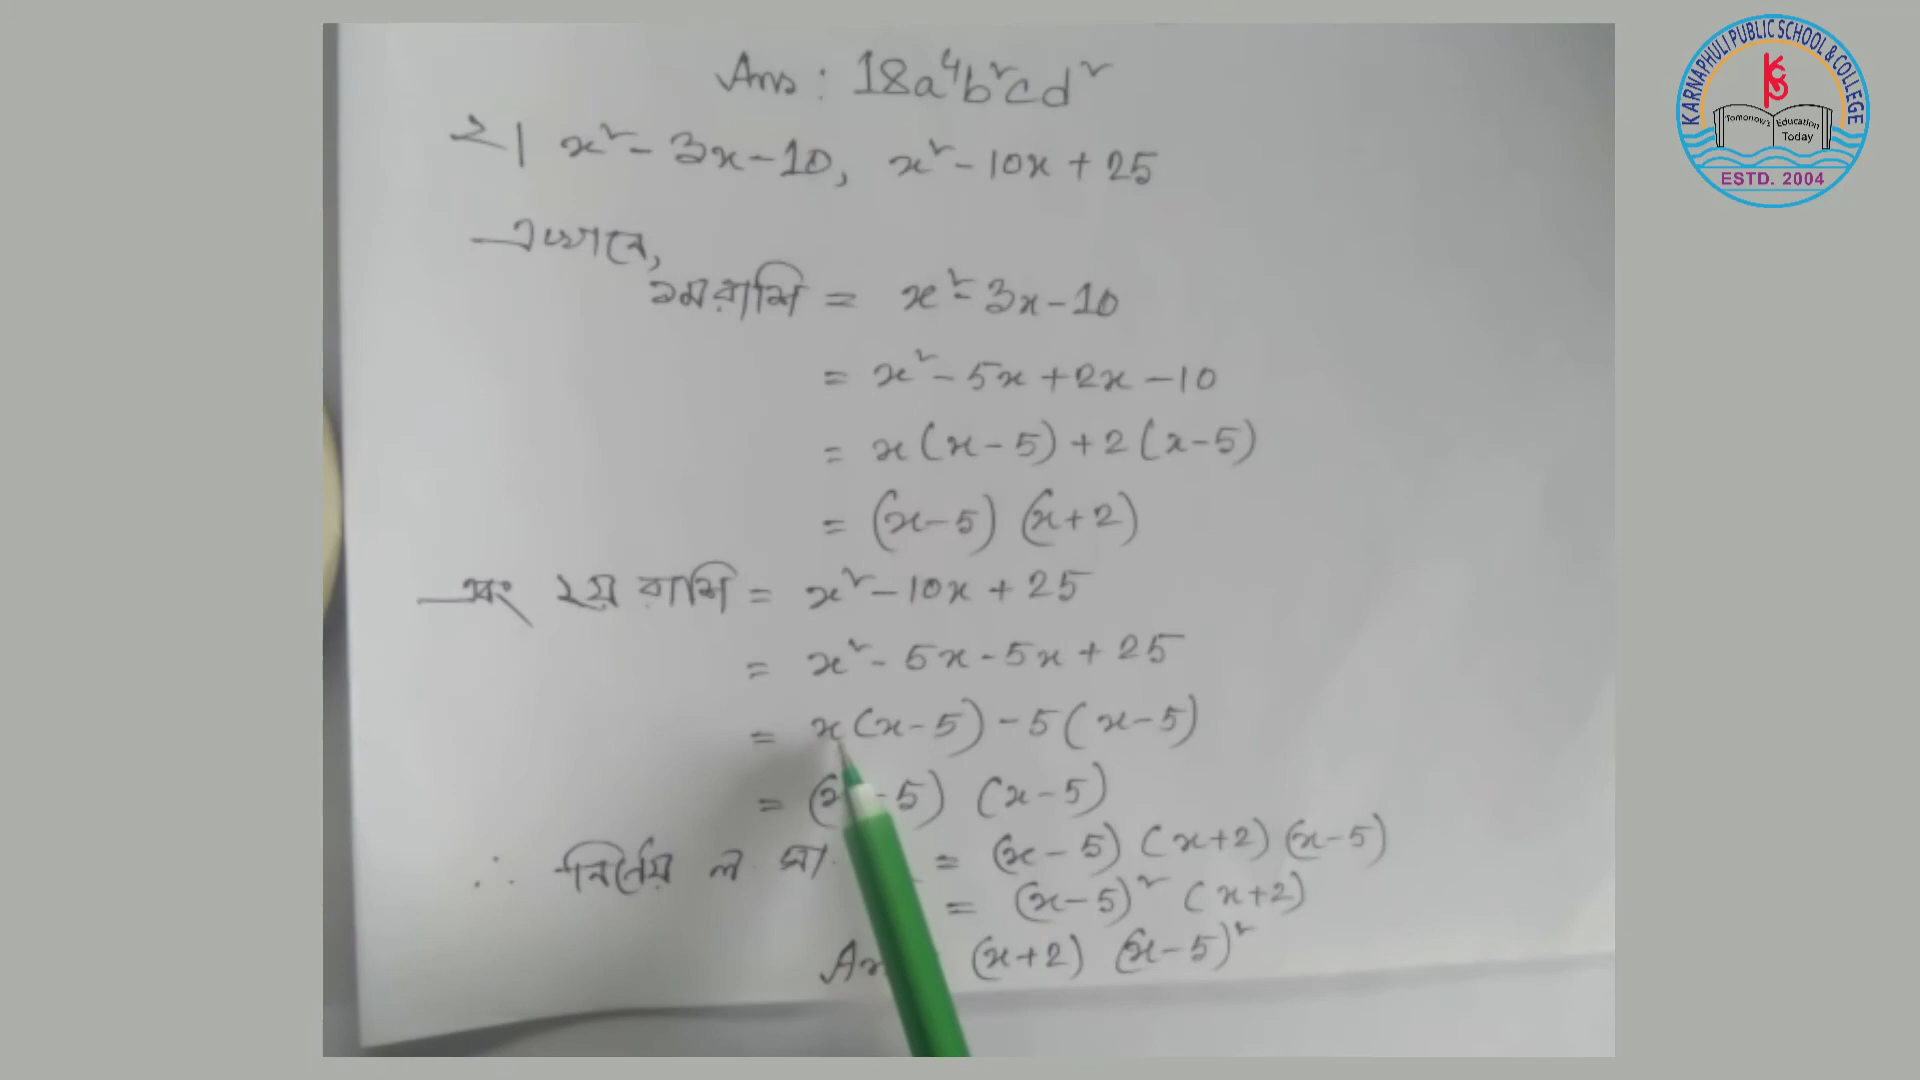 Ans : 18a⁴b²cd²
২। x² - 3x - 10, x² - 10x + 25
এখানে,
১ম রাশি = x² - 3x - 10
= x² - 5x + 2x - 10
= x (x - 5) + 2 (x - 5)
= (x - 5) (x + 2)
এবং ২য় রাশি = x² - 10x + 25
= x² - 5x - 5x + 25
= x (x - 5) - 5 (x - 5)
= (x - 5) (x - 5)
∴ নির্ণেয় ল. সা. = (x - 5) (x + 2) (x - 5)
= (x - 5)² (x + 2)
Ans (x + 2) (x - 5)²
KARNAPHULI PUBLIC SCHOOL & COLLEGE
KPSC
Tomorrow's Education
Today
ESTD. 2004